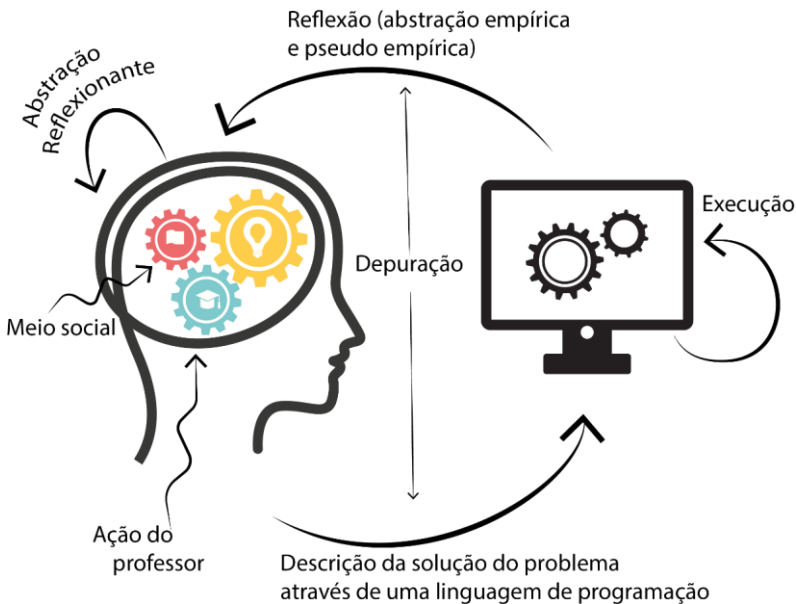 Reflexão (abstração empírica
e pseudo empírica)
Abstração
Reflexionante
Execução
Depuração
Meio social
Ação do
professor
Descrição da solução do problema
através de uma linguagem de programação